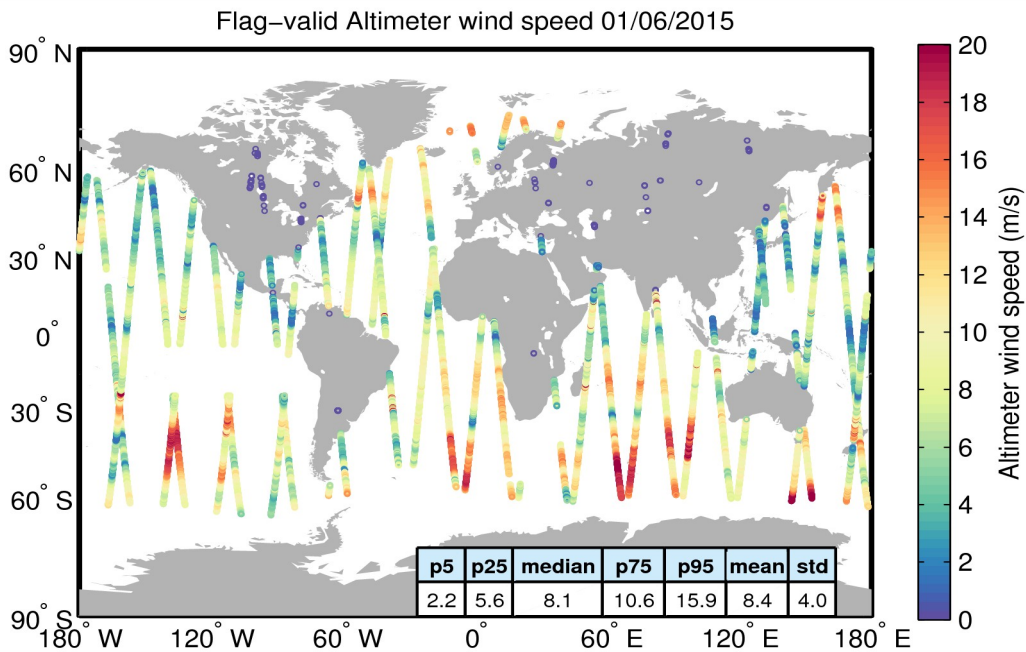 Flag−valid Altimeter wind speed 01/06/2015
90° N
60° N
30° N
0°
30° S
60° S
90° S
180° W
120° W
60° W
0°
60° E
120° E
180° E
p5 p25 median p75 p95 mean std
2.2 5.6 8.1 10.6 15.9 8.4 4.0
20
18
16
14
12
10
8
6
4
2
0
Altimeter wind speed (m/s)